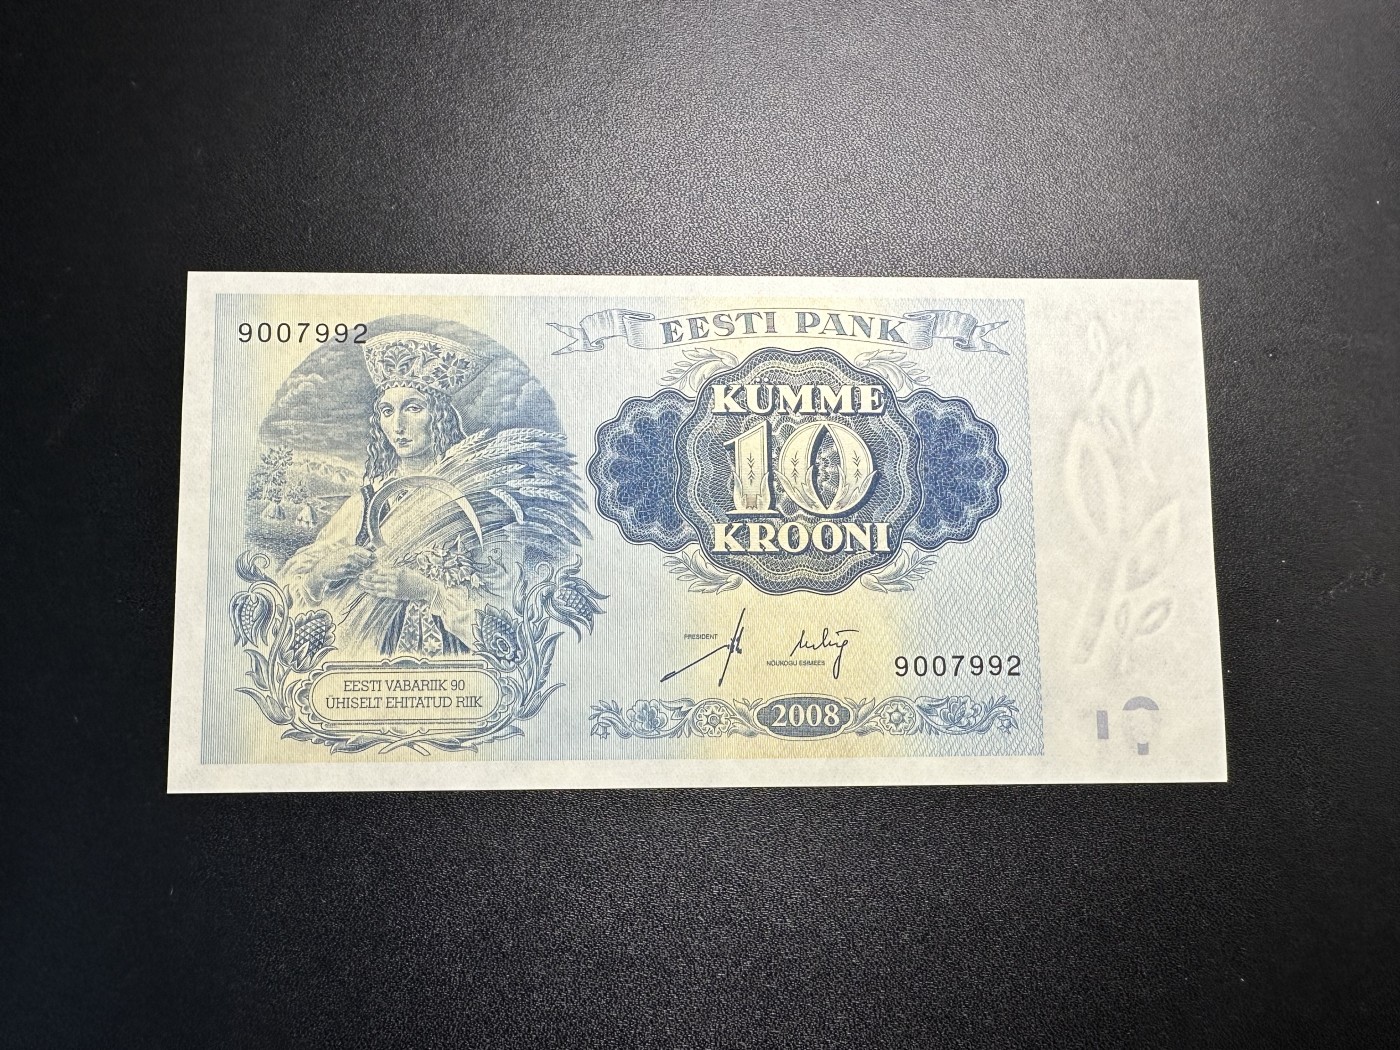 9007992
EESTI PANK
KÜMME
10
KROONI
PRESIDENT
NÕUKOGU ESIMEES
9007992
EESTI VABARIIK 90
ÜHISELT EHITATUD RIIK
2008